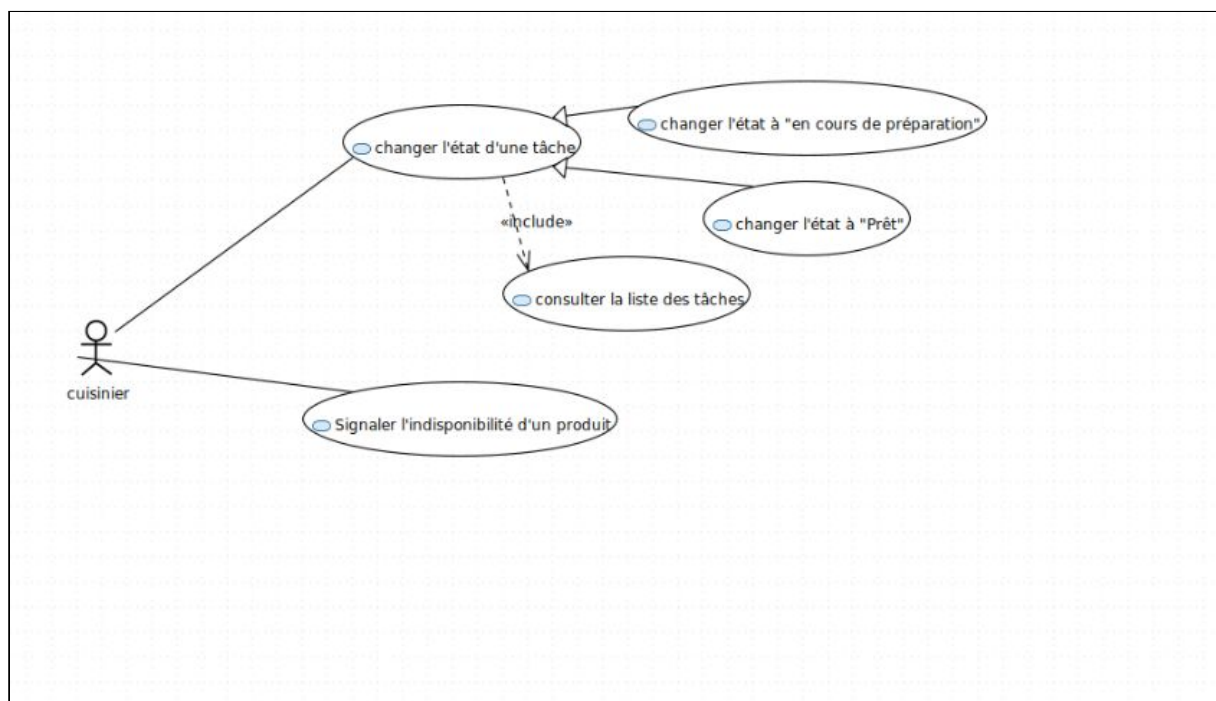 changer l'état à "en cours de préparation"
changer l'état d'une tâche
changer l'état à "Prêt"
«include»
consulter la liste des tâches
cuisinier
Signaler l'indisponibilité d'un produit